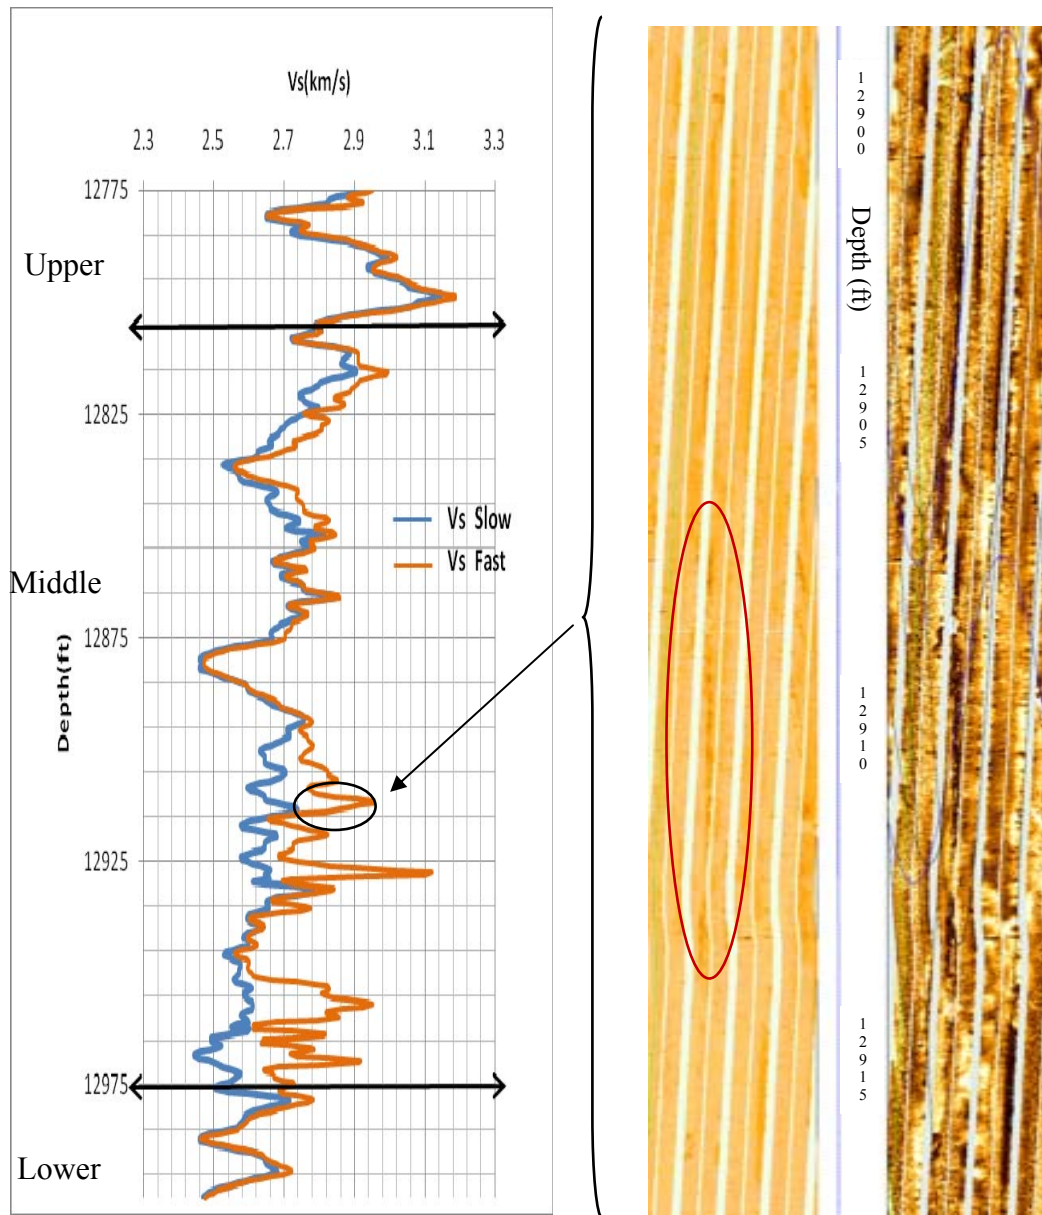 Vs(km/s)
2.3 2.5 2.7 2.9 3.1 3.3
12775
Upper
12825
Vs Slow
Vs Fast
Middle
12875
Depth(ft)
12925
12975
Lower
12900
Depth (ft)
12905
12910
12915